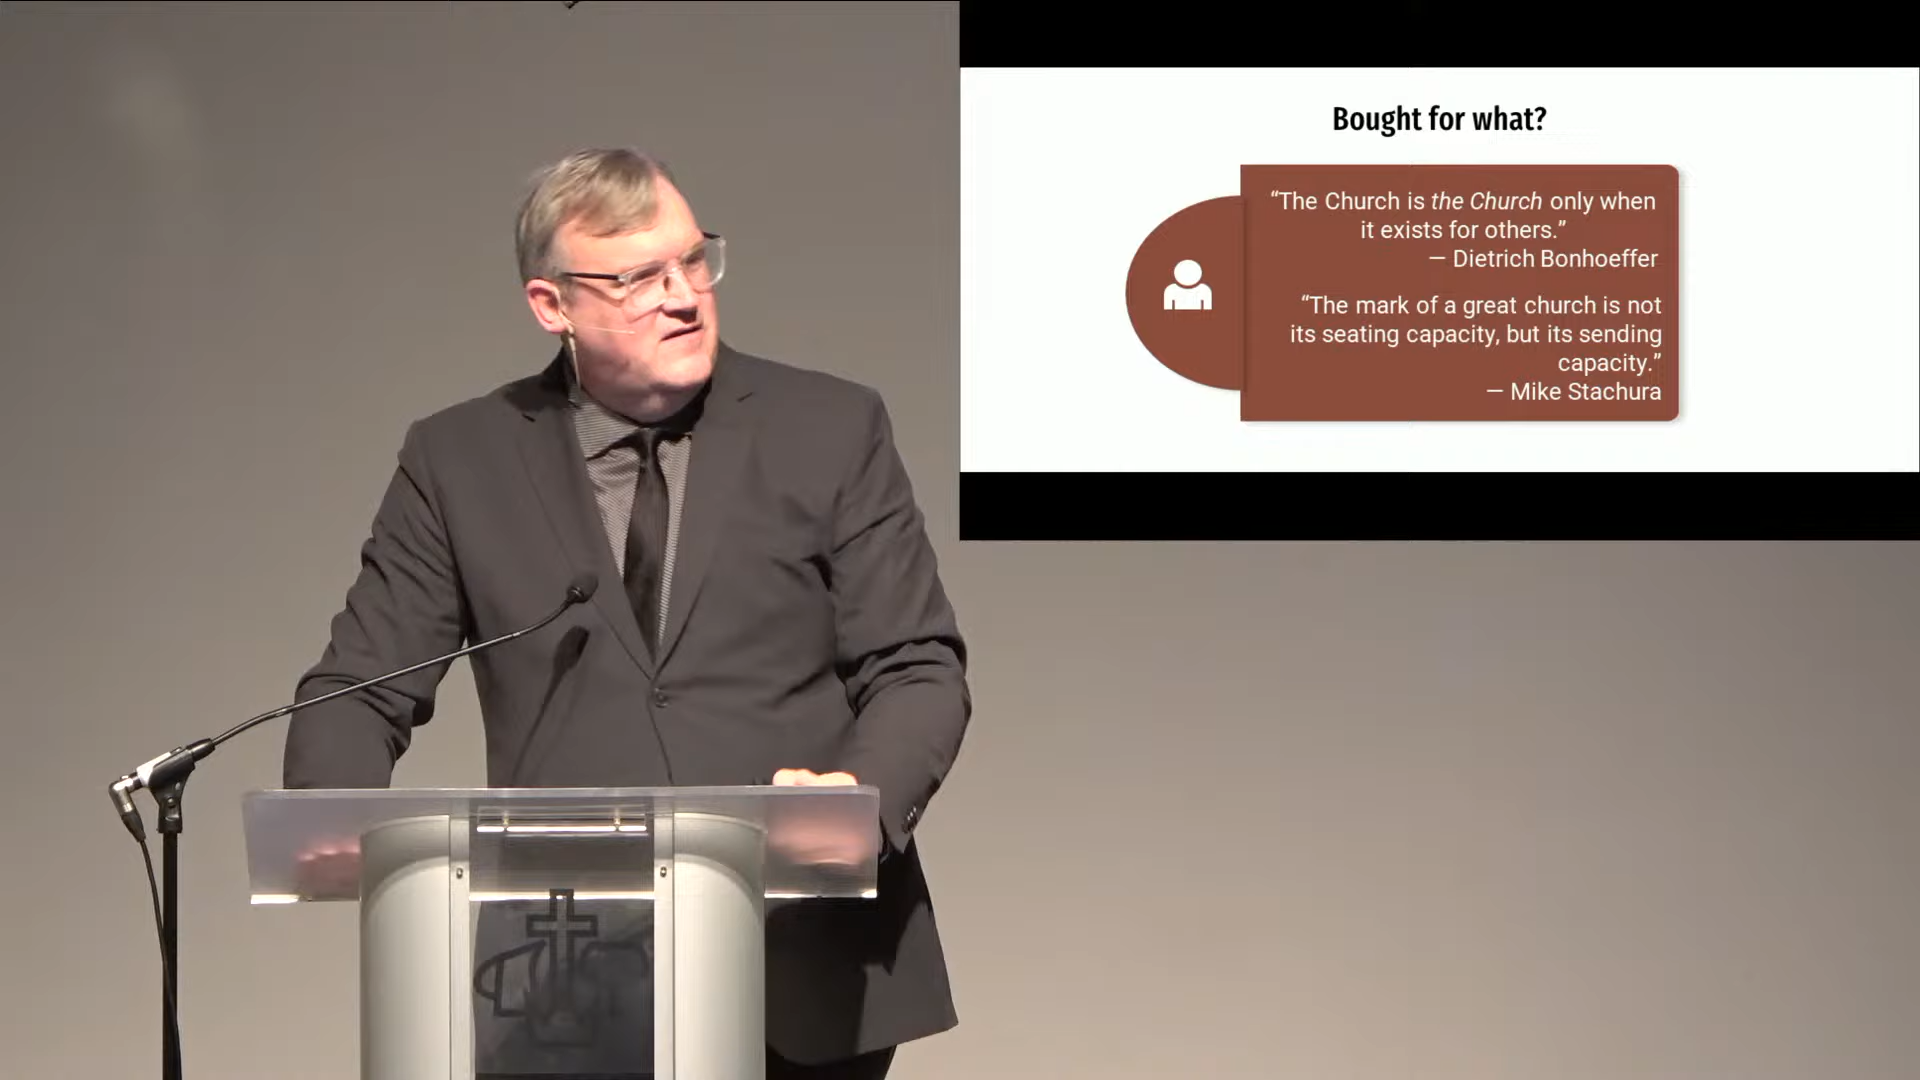 Bought for what?
“The Church is the Church only when
it exists for others.”
— Dietrich Bonhoeffer
“The mark of a great church is not
its seating capacity, but its sending
capacity.”
— Mike Stachura